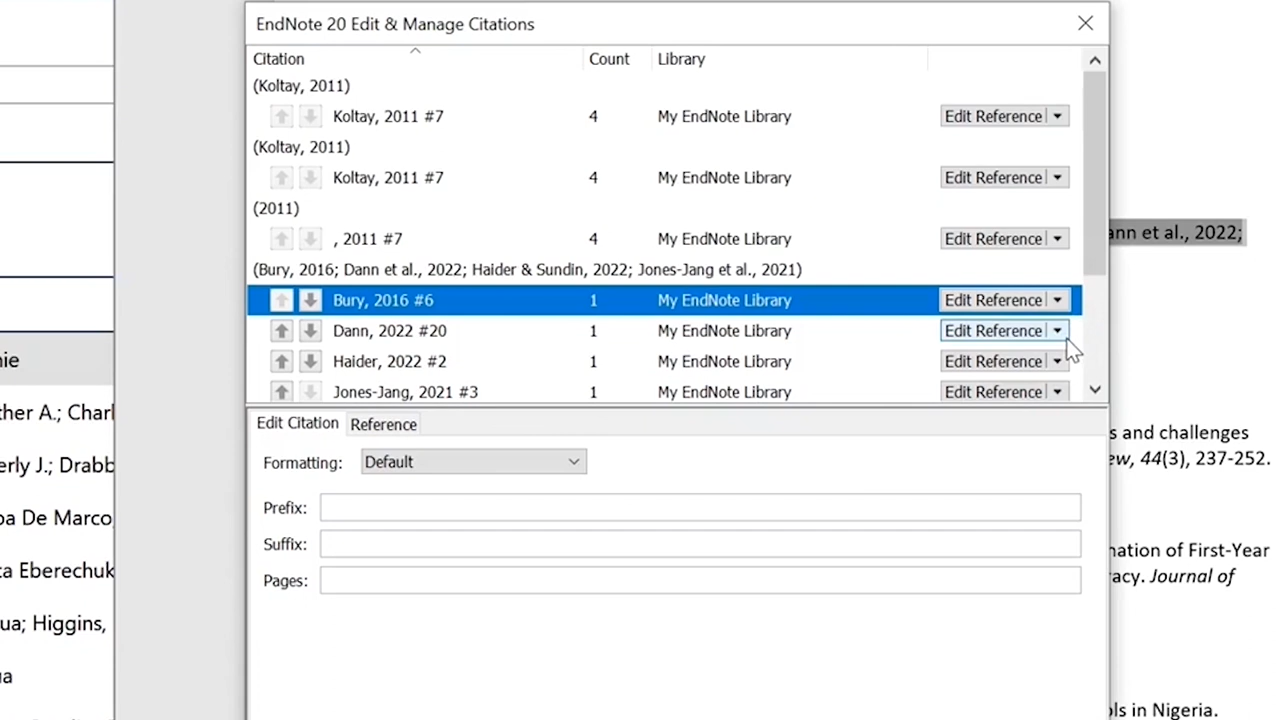 EndNote 20 Edit & Manage Citations
Citation Count Library
(Koltay, 2011)
Koltay, 2011 #7 4 My EndNote Library Edit Reference
(Koltay, 2011)
Koltay, 2011 #7 4 My EndNote Library Edit Reference
(2011)
, 2011 #7 4 My EndNote Library Edit Reference
(Bury, 2016; Dann et al., 2022; Haider & Sundin, 2022; Jones-Jang et al., 2021)
Bury, 2016 #6 1 My EndNote Library Edit Reference
Dann, 2022 #20 1 My EndNote Library Edit Reference
Haider, 2022 #2 1 My EndNote Library Edit Reference
Jones-Jang, 2021 #3 1 My EndNote Library Edit Reference
Edit Citation Reference
Formatting: Default
Prefix:
Suffix:
Pages:
nie
ther A.; Charl
erly J.; Drabb
oa De Marco,
ta Eberechuk
ua; Higgins,
ua
ann et al., 2022;
s and challenges
ew, 44(3), 237-252.
nation of First-Year
racy. Journal of
ols in Nigeria.